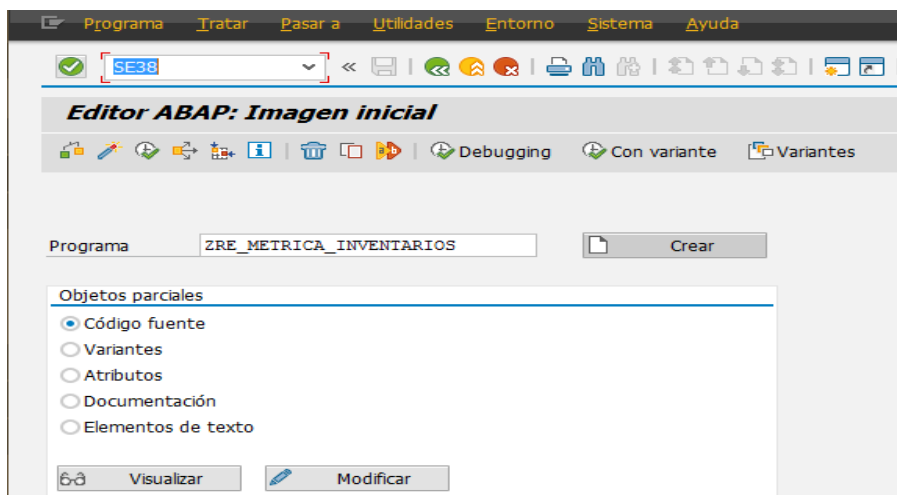 Programa Tratar Pasar a Utilidades Entorno Sistema Ayuda
SE38
Editor ABAP: Imagen inicial
Debugging Con variante Variantes
Programa ZRE_METRICA_INVENTARIOS Crear
Objetos parciales
Código fuente
Variantes
Atributos
Documentación
Elementos de texto
Visualizar Modificar